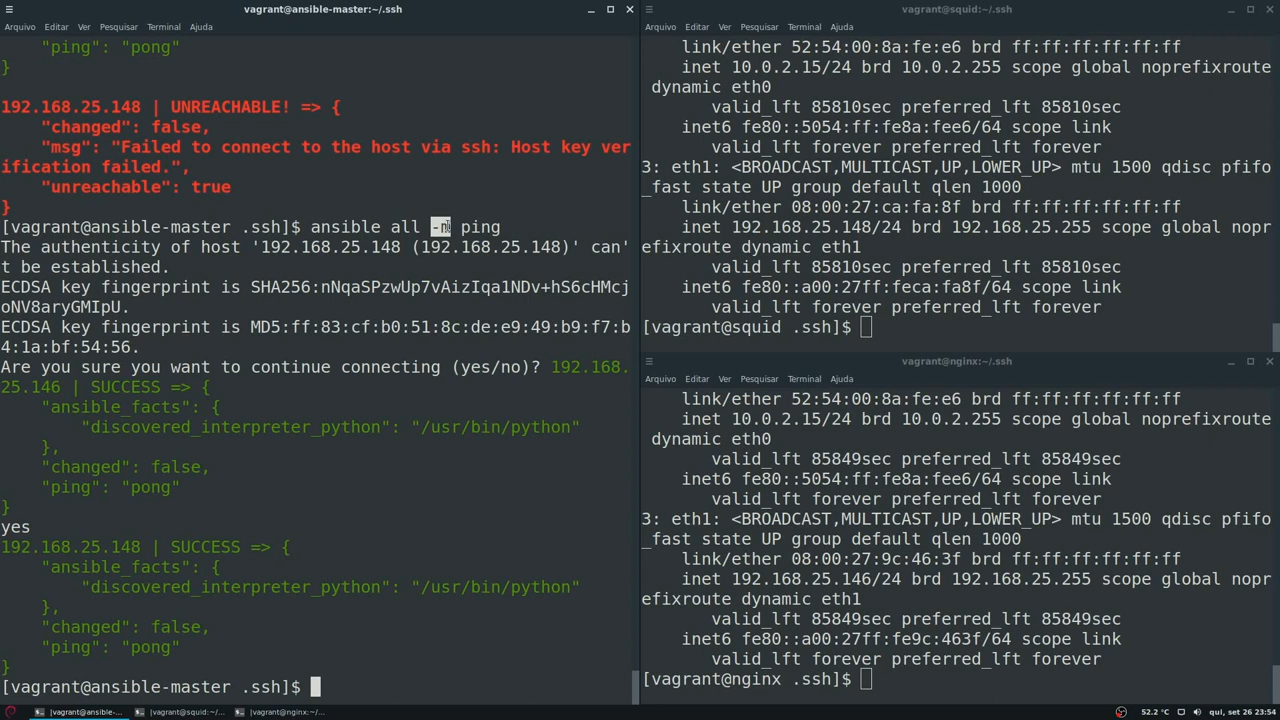 vagrant@ansible-master:~/.ssh
Arquivo Editar Ver Pesquisar Terminal Ajuda
"ping": "pong"
}
192.168.25.148 | UNREACHABLE! => {
"changed": false,
"msg": "Failed to connect to the host via ssh: Host key ver
ification failed.",
"unreachable": true
}
[vagrant@ansible-master .ssh]$ ansible all -m ping
The authenticity of host '192.168.25.148 (192.168.25.148)' can'
t be established.
ECDSA key fingerprint is SHA256:nNqaSPzwUp7vAizIqa1NDv+hS6cHMcj
oNV8aryGMIpU.
ECDSA key fingerprint is MD5:ff:83:cf:b0:51:8c:de:e9:49:b9:f7:b
4:1a:bf:54:56.
Are you sure you want to continue connecting (yes/no)? 192.168.
25.146 | SUCCESS => {
"ansible_facts": {
"discovered_interpreter_python": "/usr/bin/python"
},
"changed": false,
"ping": "pong"
}
yes
192.168.25.148 | SUCCESS => {
"ansible_facts": {
"discovered_interpreter_python": "/usr/bin/python"
},
"changed": false,
"ping": "pong"
}
[vagrant@ansible-master .ssh]$
vagrant@squid:~/.ssh
Arquivo Editar Ver Pesquisar Terminal Ajuda
link/ether 52:54:00:8a:fe:e6 brd ff:ff:ff:ff:ff:ff
inet 10.0.2.15/24 brd 10.0.2.255 scope global noprefixroute
dynamic eth0
valid_lft 85810sec preferred_lft 85810sec
inet6 fe80::5054:ff:fe8a:fee6/64 scope link
valid_lft forever preferred_lft forever
3: eth1: <BROADCAST,MULTICAST,UP,LOWER_UP> mtu 1500 qdisc pfifo
_fast state UP group default qlen 1000
link/ether 08:00:27:ca:fa:8f brd ff:ff:ff:ff:ff:ff
inet 192.168.25.148/24 brd 192.168.25.255 scope global nopr
efixroute dynamic eth1
valid_lft 85810sec preferred_lft 85810sec
inet6 fe80::a00:27ff:feca:fa8f/64 scope link
valid_lft forever preferred_lft forever
[vagrant@squid .ssh]$
vagrant@nginx:~/.ssh
Arquivo Editar Ver Pesquisar Terminal Ajuda
link/ether 52:54:00:8a:fe:e6 brd ff:ff:ff:ff:ff:ff
inet 10.0.2.15/24 brd 10.0.2.255 scope global noprefixroute
dynamic eth0
valid_lft 85849sec preferred_lft 85849sec
inet6 fe80::5054:ff:fe8a:fee6/64 scope link
valid_lft forever preferred_lft forever
3: eth1: <BROADCAST,MULTICAST,UP,LOWER_UP> mtu 1500 qdisc pfifo
_fast state UP group default qlen 1000
link/ether 08:00:27:9c:46:3f brd ff:ff:ff:ff:ff:ff
inet 192.168.25.146/24 brd 192.168.25.255 scope global nopr
efixroute dynamic eth1
valid_lft 85849sec preferred_lft 85849sec
inet6 fe80::a00:27ff:fe9c:463f/64 scope link
valid_lft forever preferred_lft forever
[vagrant@nginx .ssh]$
[vagrant@ansible-... [vagrant@squid:~/... [vagrant@nginx:~/... 52.2 °C qui, set 26 23:54